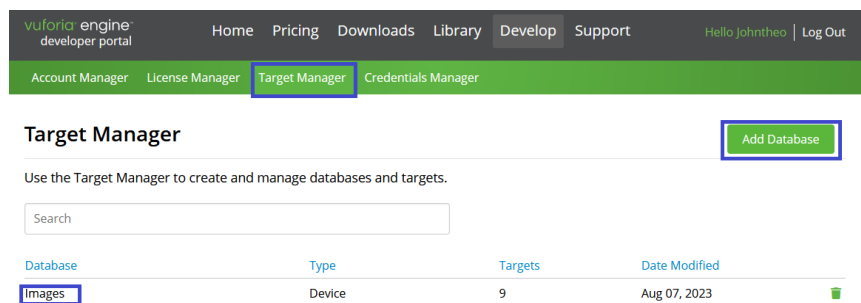 vuforia engine Home Pricing Downloads Library Develop Support Hello Johntheo | Log Out
developer portal
Account Manager License Manager Target Manager Credentials Manager
Target Manager Add Database
Use the Target Manager to create and manage databases and targets.
Search
Database Type Targets Date Modified
Images Device 9 Aug 07, 2023